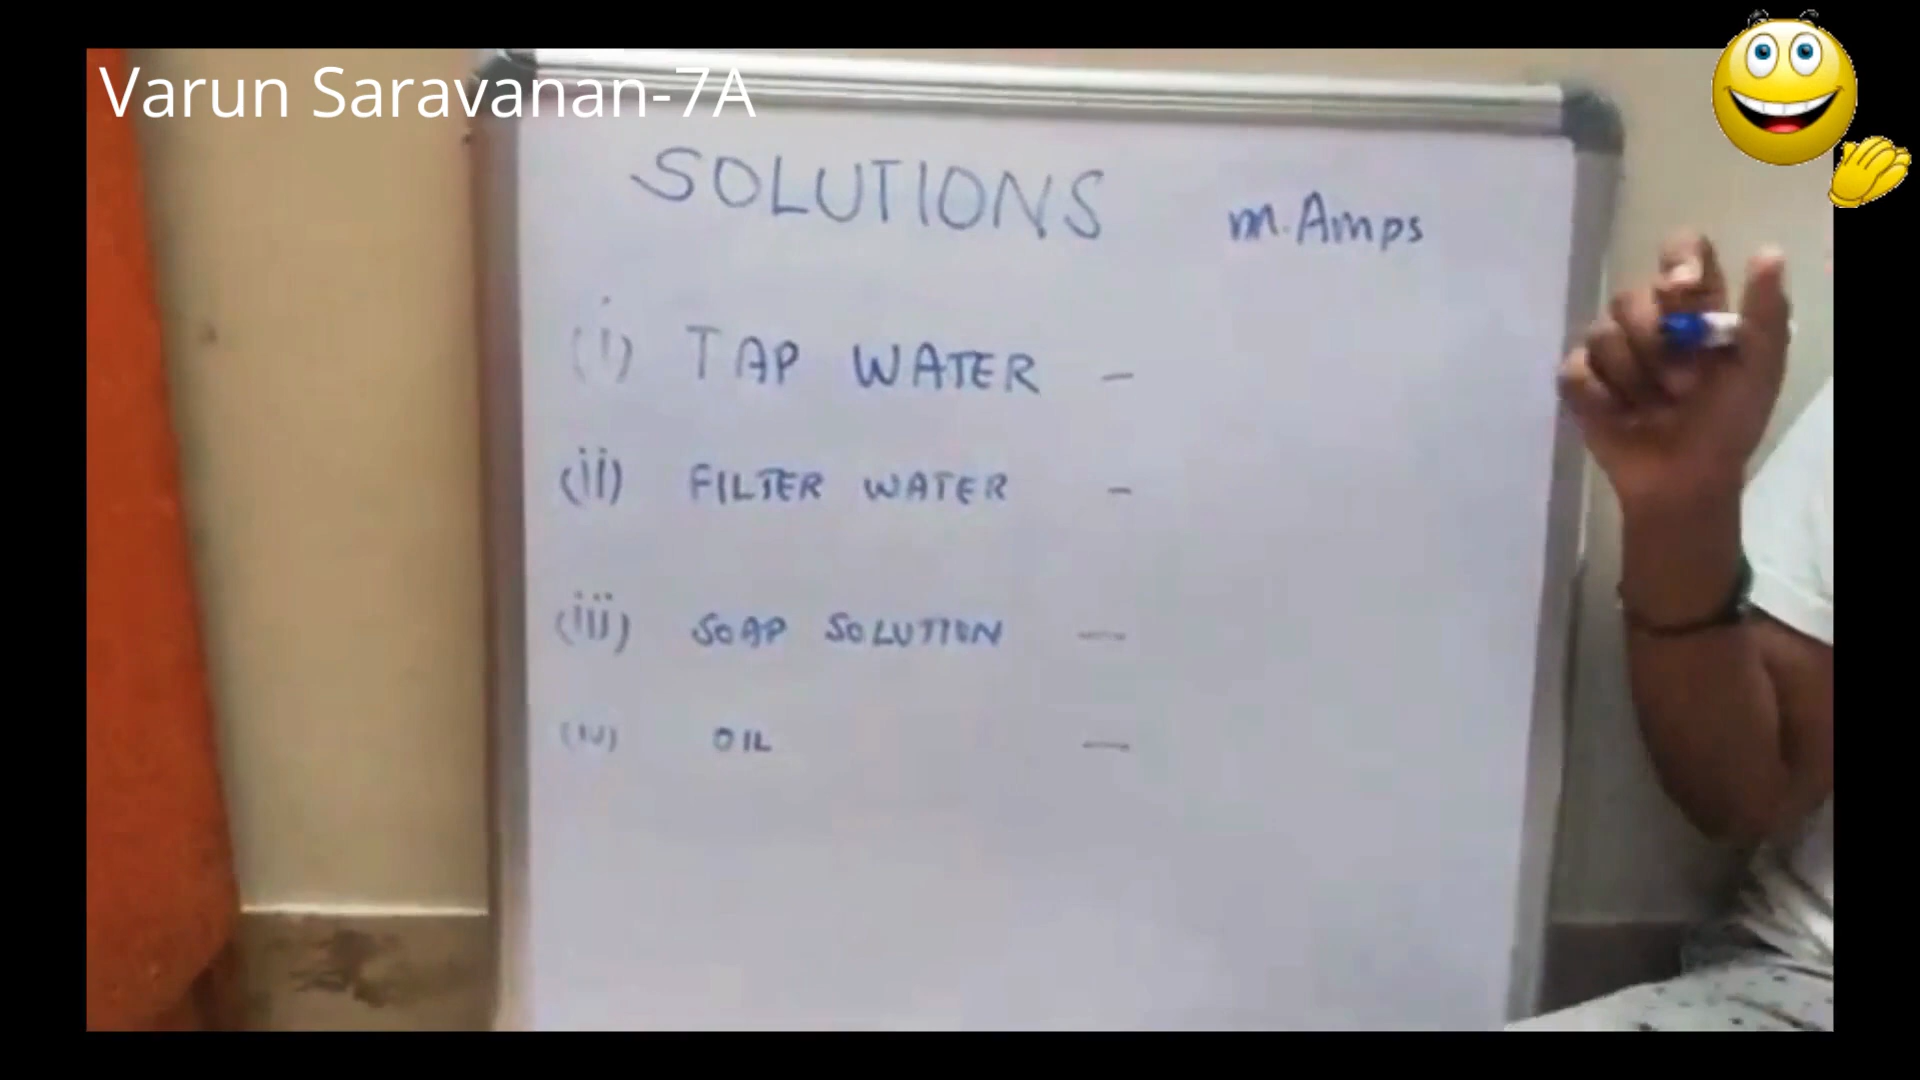 Varun Saravanan-7A
SOLUTIONS m.Amps
(i) TAP WATER -
(ii) FILTER WATER -
(iii) SOAP SOLUTION —
(iv) OIL —